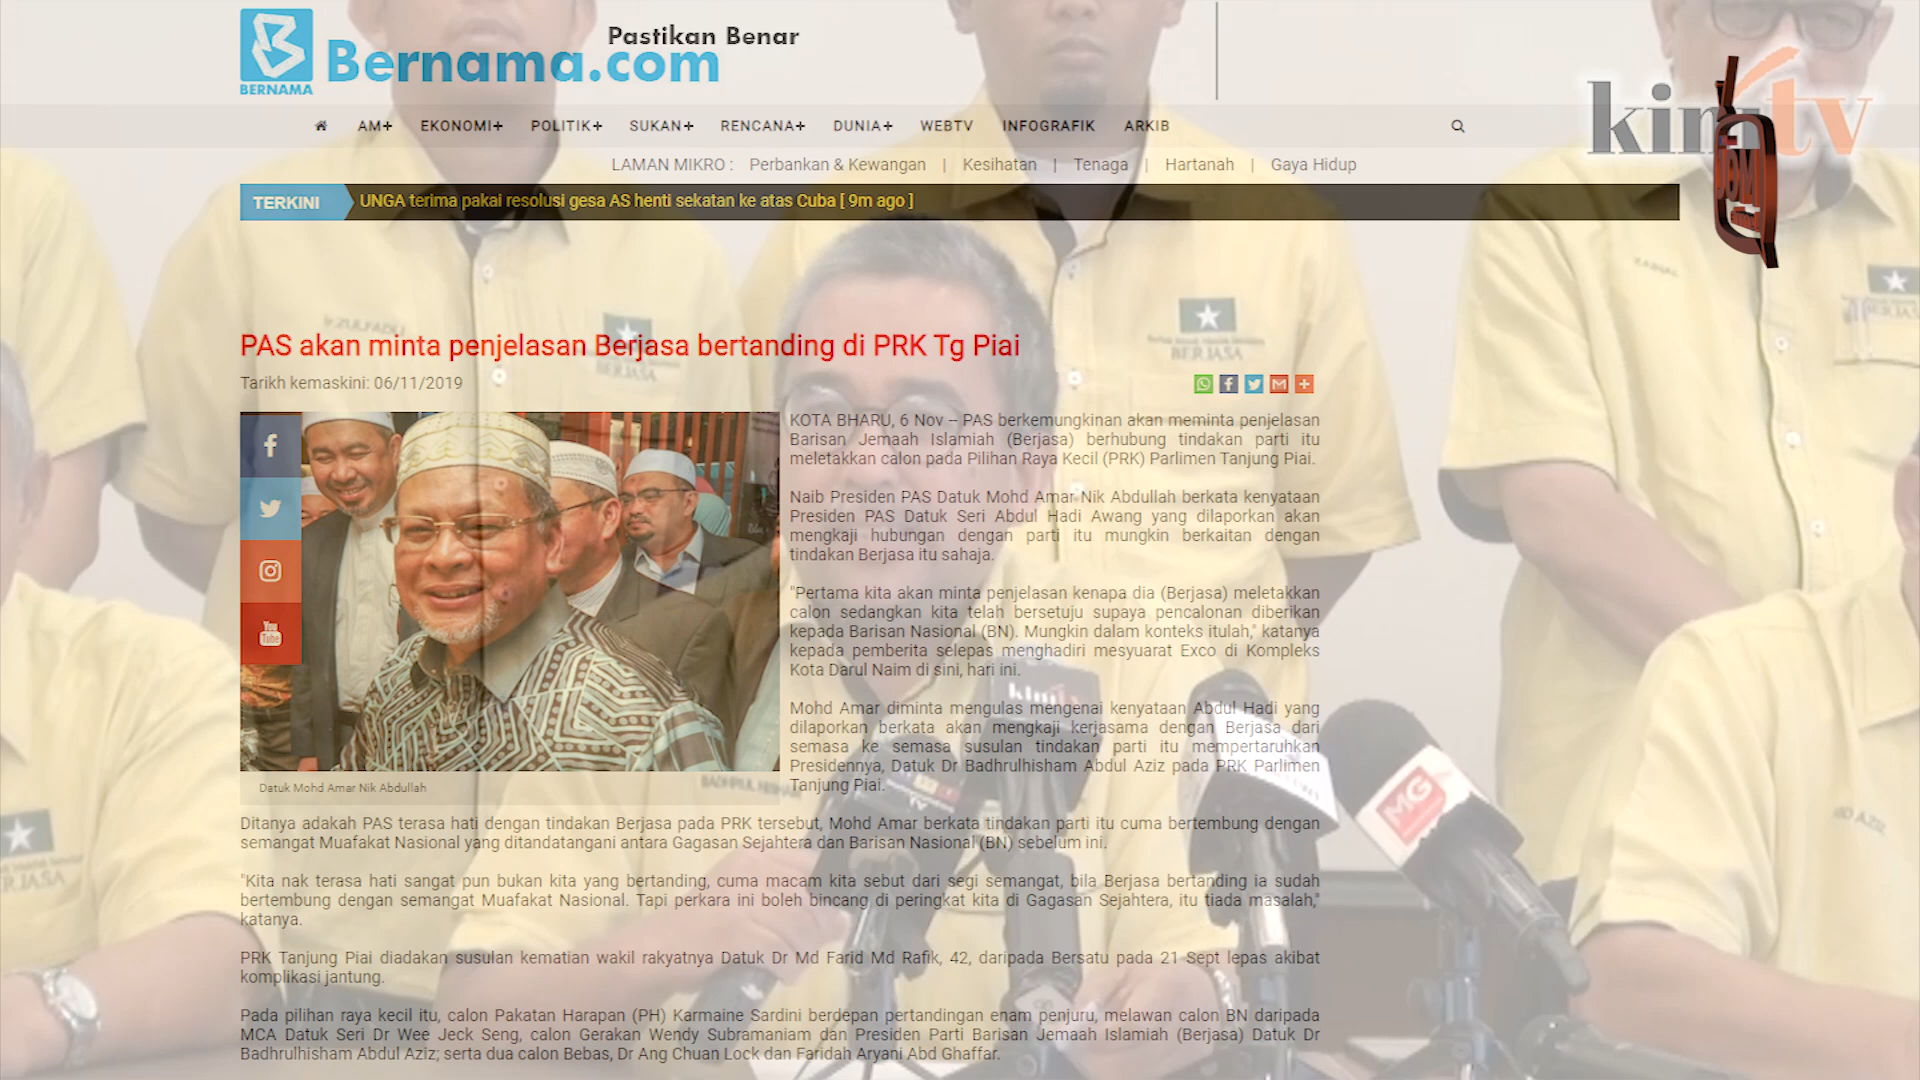 BERNAMA
Bernama.com
Pastikan Benar
AM+ EKONOMI+ POLITIK+ SUKAN+ RENCANA+ DUNIA+ WEBTV INFOGRAFIK ARKIB
LAMAN MIKRO : Perbankan & Kewangan | Kesihatan | Tenaga | Hartanah | Gaya Hidup
TERKINI UNGA terima pakai resolusi gesa AS henti sekatan ke atas Cuba [ 9m ago ]
kinitv
PAS akan minta penjelasan Berjasa bertanding di PRK Tg Piai
Tarikh kemaskini: 06/11/2019
KOTA BHARU, 6 Nov -- PAS berkemungkinan akan meminta penjelasan
Barisan Jemaah Islamiah (Berjasa) berhubung tindakan parti itu
meletakkan calon pada Pilihan Raya Kecil (PRK) Parlimen Tanjung Piai.
Naib Presiden PAS Datuk Mohd Amar Nik Abdullah berkata kenyataan
Presiden PAS Datuk Seri Abdul Hadi Awang yang dilaporkan akan
mengkaji hubungan dengan parti itu mungkin berkaitan dengan
tindakan Berjasa itu sahaja.
"Pertama kita akan minta penjelasan kenapa dia (Berjasa) meletakkan
calon sedangkan kita telah bersetuju supaya pencalonan diberikan
kepada Barisan Nasional (BN). Mungkin dalam konteks itulah," katanya
kepada pemberita selepas menghadiri mesyuarat Exco di Kompleks
Kota Darul Naim di sini, hari ini.
Mohd Amar diminta mengulas mengenai kenyataan Abdul Hadi yang
dilaporkan berkata akan mengkaji kerjasama dengan Berjasa dari
semasa ke semasa susulan tindakan parti itu mempertaruhkan
Presidennya, Datuk Dr Badhrulhisham Abdul Aziz pada PRK Parlimen
Tanjung Piai.
Datuk Mohd Amar Nik Abdullah
Ditanya adakah PAS terasa hati dengan tindakan Berjasa pada PRK tersebut, Mohd Amar berkata tindakan parti itu cuma bertembung dengan
semangat Muafakat Nasional yang ditandatangani antara Gagasan Sejahtera dan Barisan Nasional (BN) sebelum ini.
"Kita nak terasa hati sangat pun bukan kita yang bertanding, cuma macam kita sebut dari segi semangat, bila Berjasa bertanding ia sudah
bertembung dengan semangat Muafakat Nasional. Tapi perkara ini boleh bincang di peringkat kita di Gagasan Sejahtera, itu tiada masalah,"
katanya.
PRK Tanjung Piai diadakan susulan kematian wakil rakyatnya Datuk Dr Md Farid Md Rafik, 42, daripada Bersatu pada 21 Sept lepas akibat
komplikasi jantung.
Pada pilihan raya kecil itu, calon Pakatan Harapan (PH) Karmaine Sardini berdepan pertandingan enam penjuru, melawan calon BN daripada
MCA Datuk Seri Dr Wee Jeck Seng, calon Gerakan Wendy Subramaniam dan Presiden Parti Barisan Jemaah Islamiah (Berjasa) Datuk Dr
Badhrulhisham Abdul Aziz; serta dua calon Bebas, Dr Ang Chuan Lock dan Faridah Aryani Abd Ghaffar.
BERJASA
BERJASA
kinitv
MG
You Tube